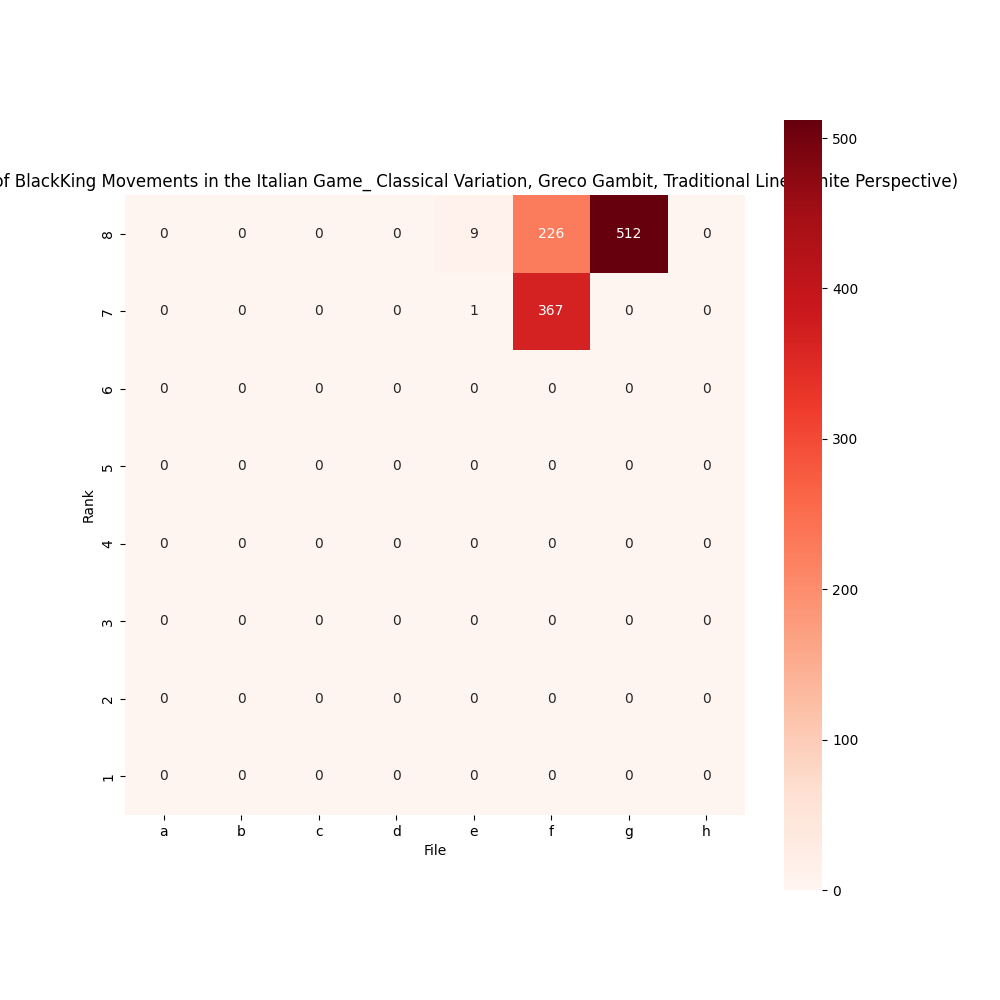 of BlackKing Movements in the Italian Game_ Classical Variation, Greco Gambit, Traditional Line Perspective)
500
8 0 0 0 0 9 226 512 0
400
7 0 0 0 0 1 367 0 0
6 0 0 0 0 0 0 0 0
300
5 0 0 0 0 0 0 0 0
Rank
4 0 0 0 0 0 0 0 0
200
3 0 0 0 0 0 0 0 0
2 0 0 0 0 0 0 0 0
100
1 0 0 0 0 0 0 0 0
a b c d e f g h
File
0